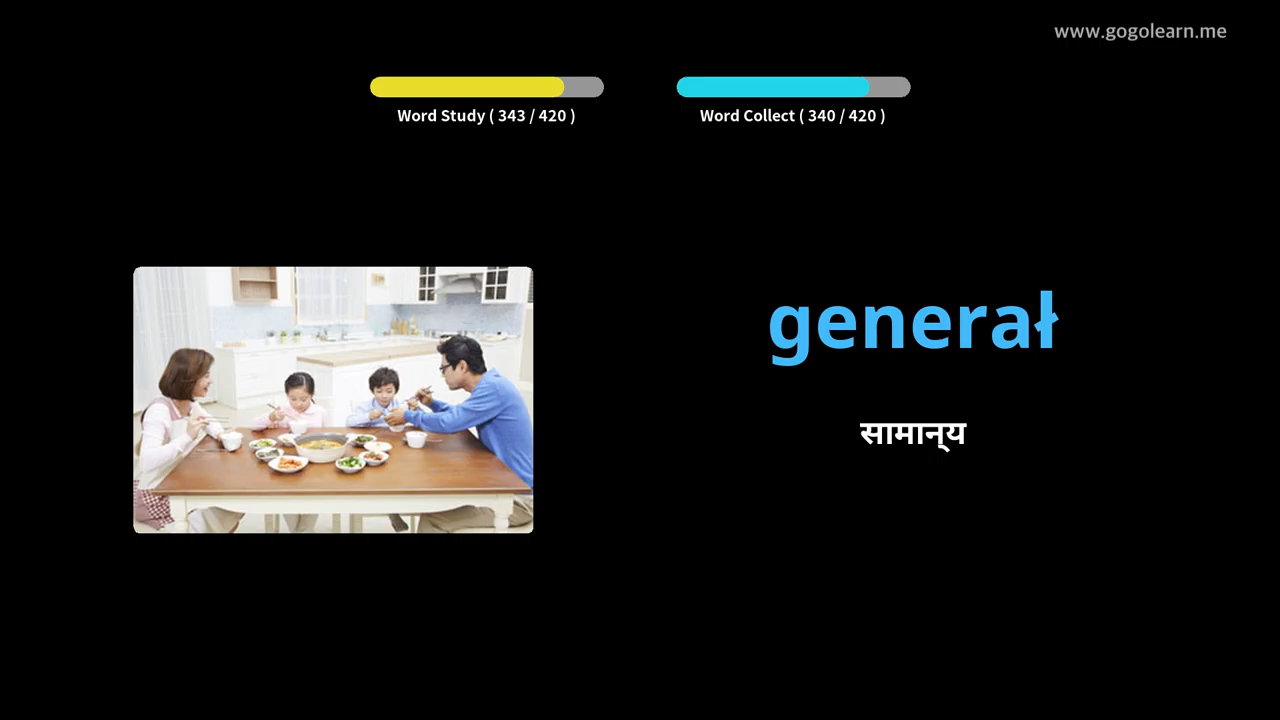 www.gogolearn.me
Word Study ( 343 / 420 )
Word Collect ( 340 / 420 )
generał
सामान्‍य